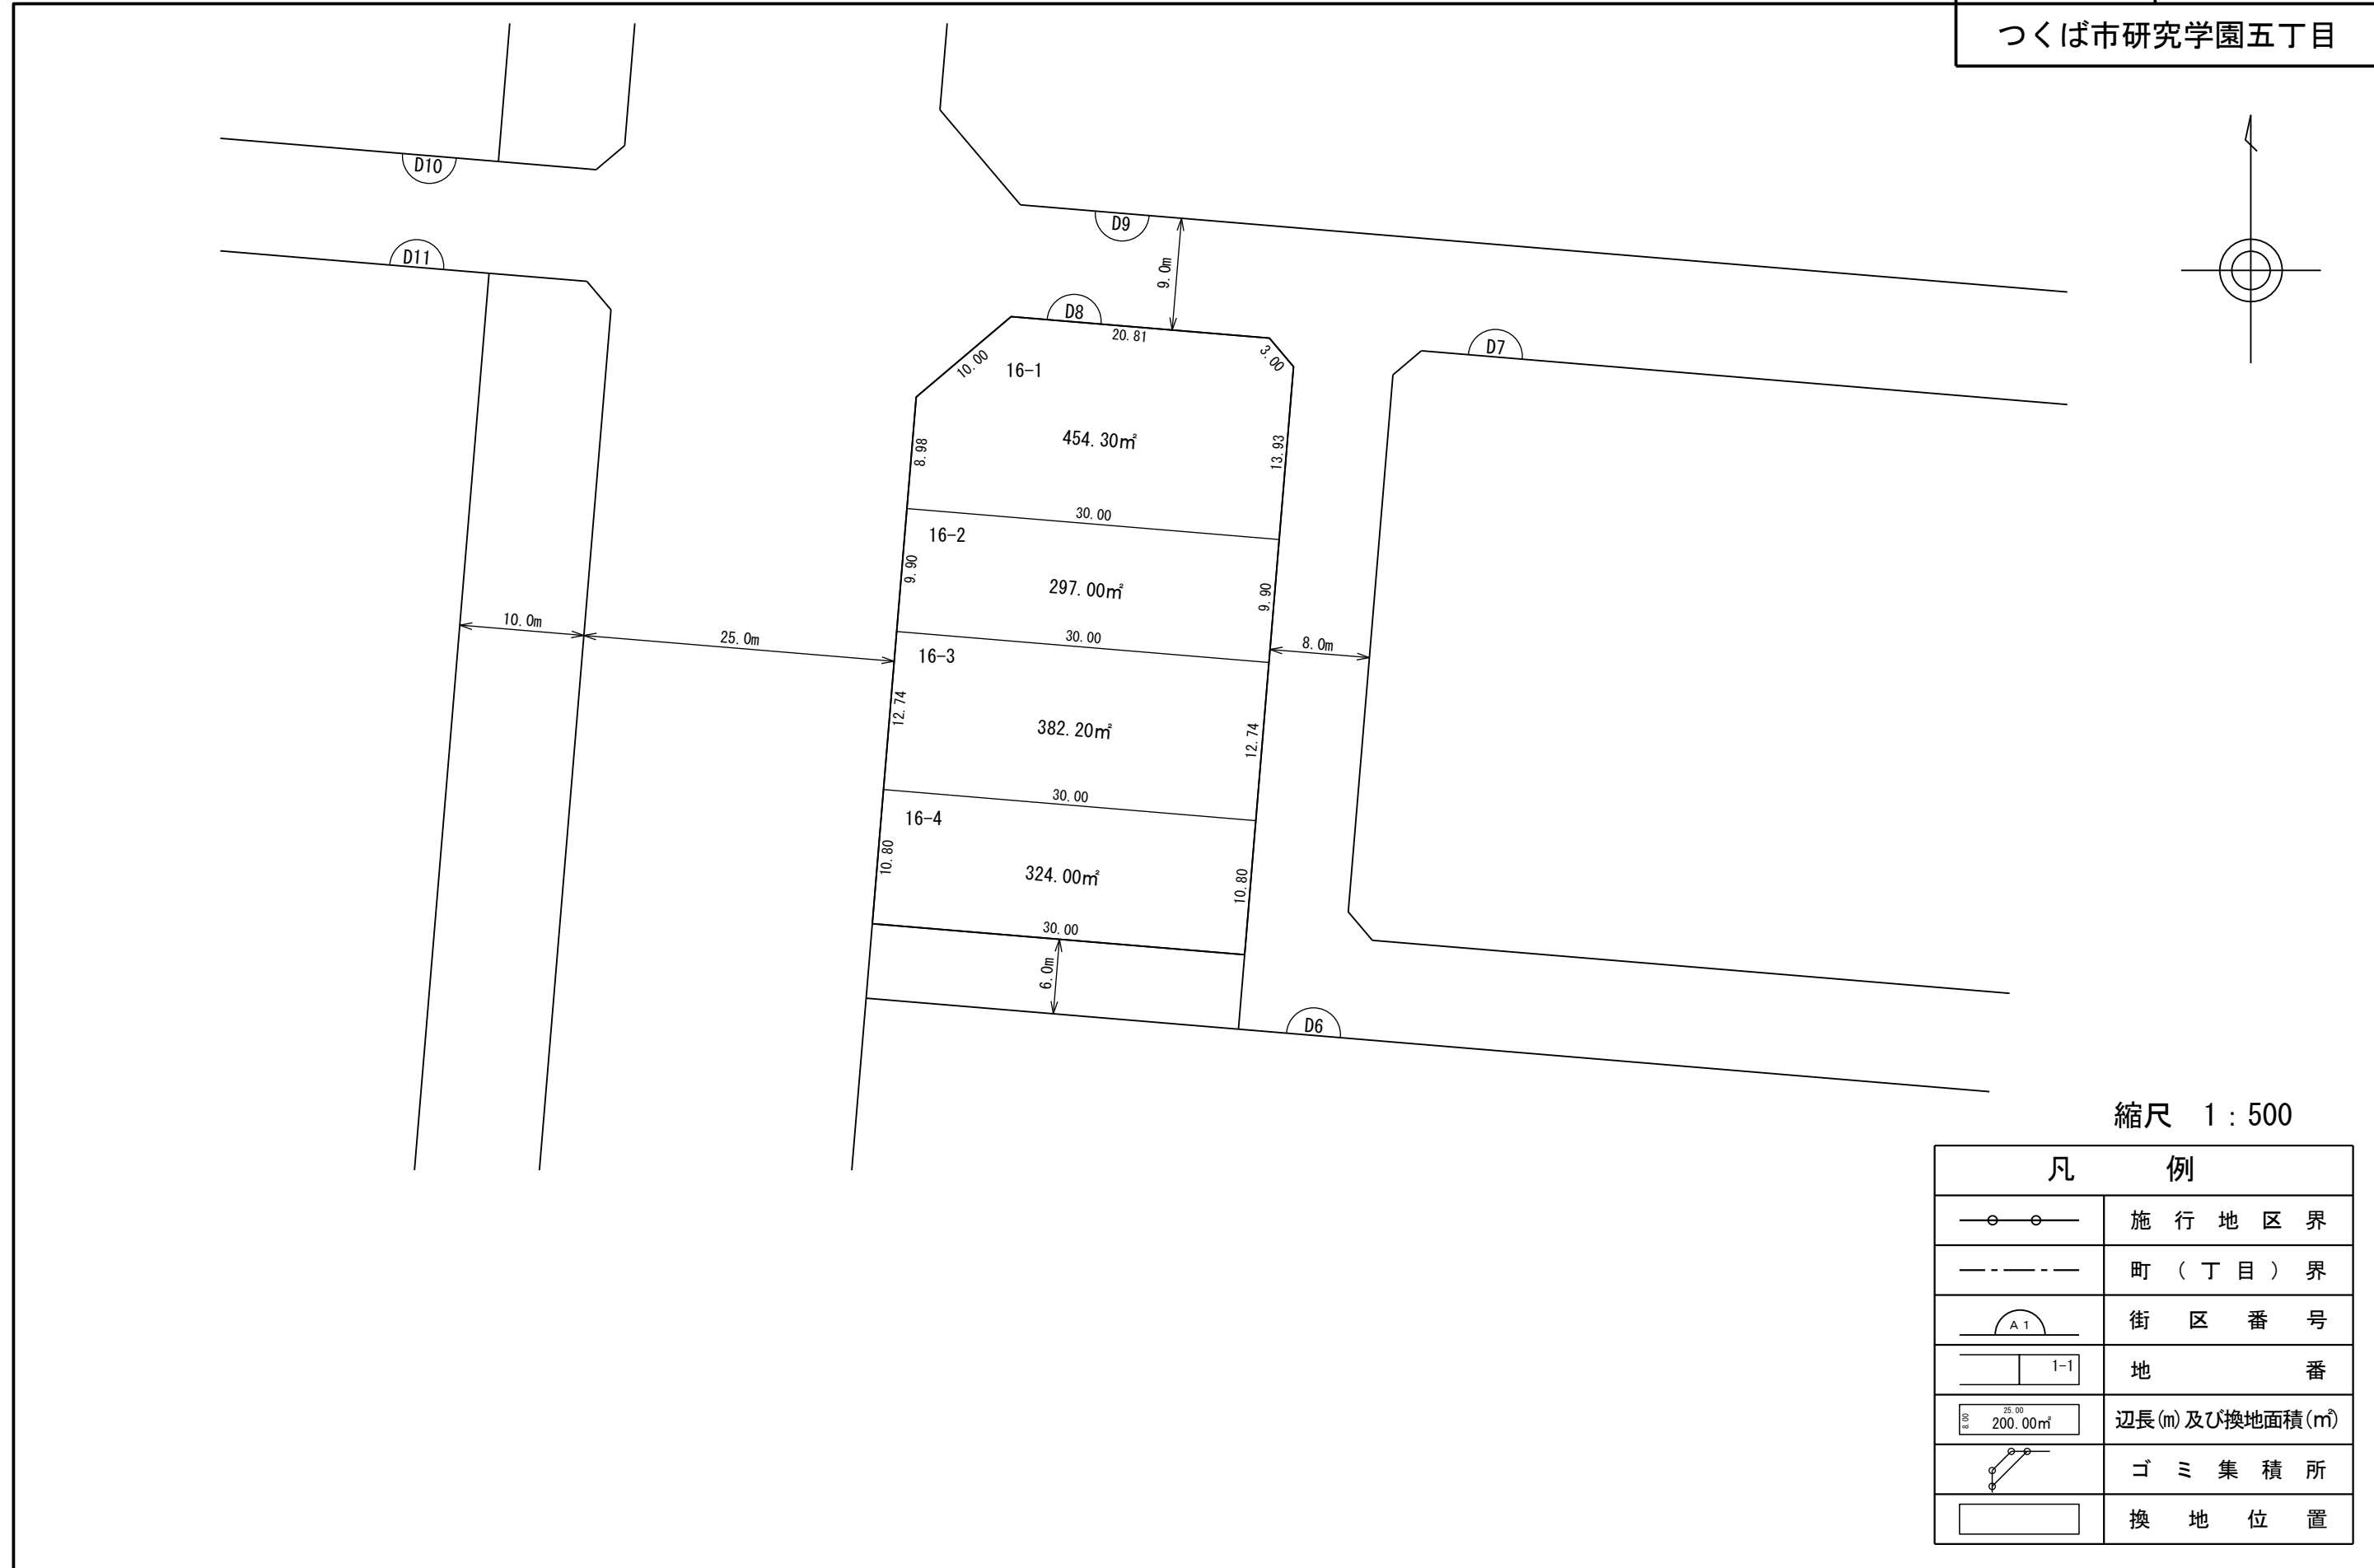 つくば市研究学園五丁目
D10
D9
D11
9.0m
D8
20.81
D7
10.00
3.00
16-1
454.30㎡
8.98
13.93
30.00
16-2
9.90
297.00㎡
9.90
10.0m
25.0m
30.00
8.0m
16-3
12.74
382.20㎡
12.74
30.00
16-4
10.80
324.00㎡
10.80
30.00
6.0m
D6
縮尺 1:500
凡例
施行地区界
町(丁目)界
A1 街区番号
1-1 地番
8.00 25.00 200.00㎡ 辺長(m)及び換地面積(㎡)
ゴミ集積所
換地位置